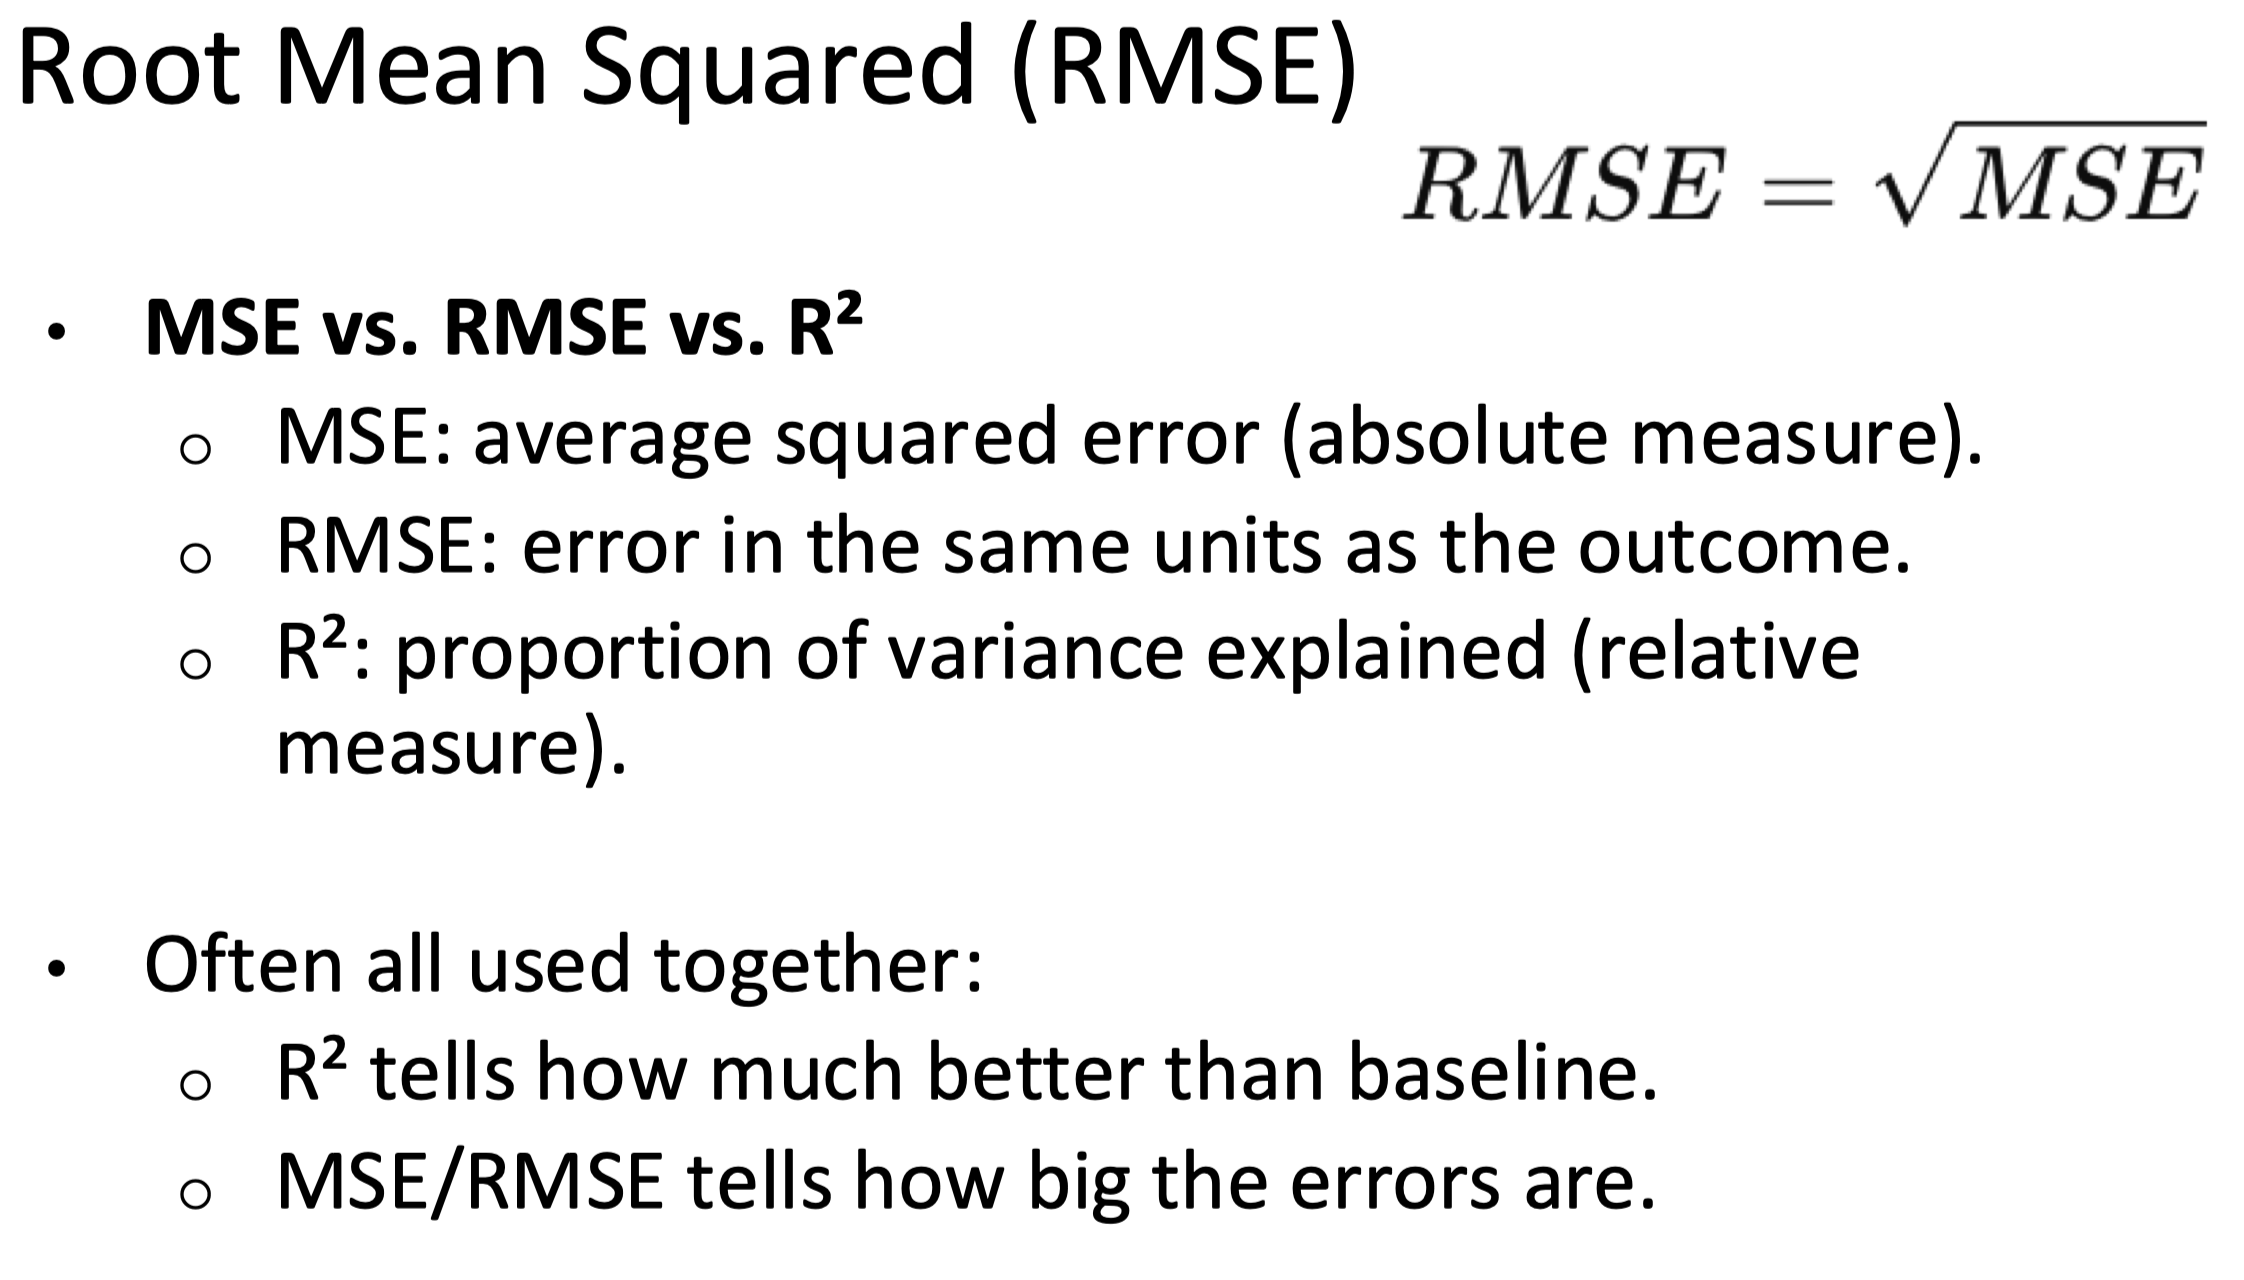 Root Mean Squared (RMSE)
RMSE = √MSE
• MSE vs. RMSE vs. R²
○ MSE: average squared error (absolute measure).
○ RMSE: error in the same units as the outcome.
○ R²: proportion of variance explained (relative
measure).
• Often all used together:
○ R² tells how much better than baseline.
○ MSE/RMSE tells how big the errors are.